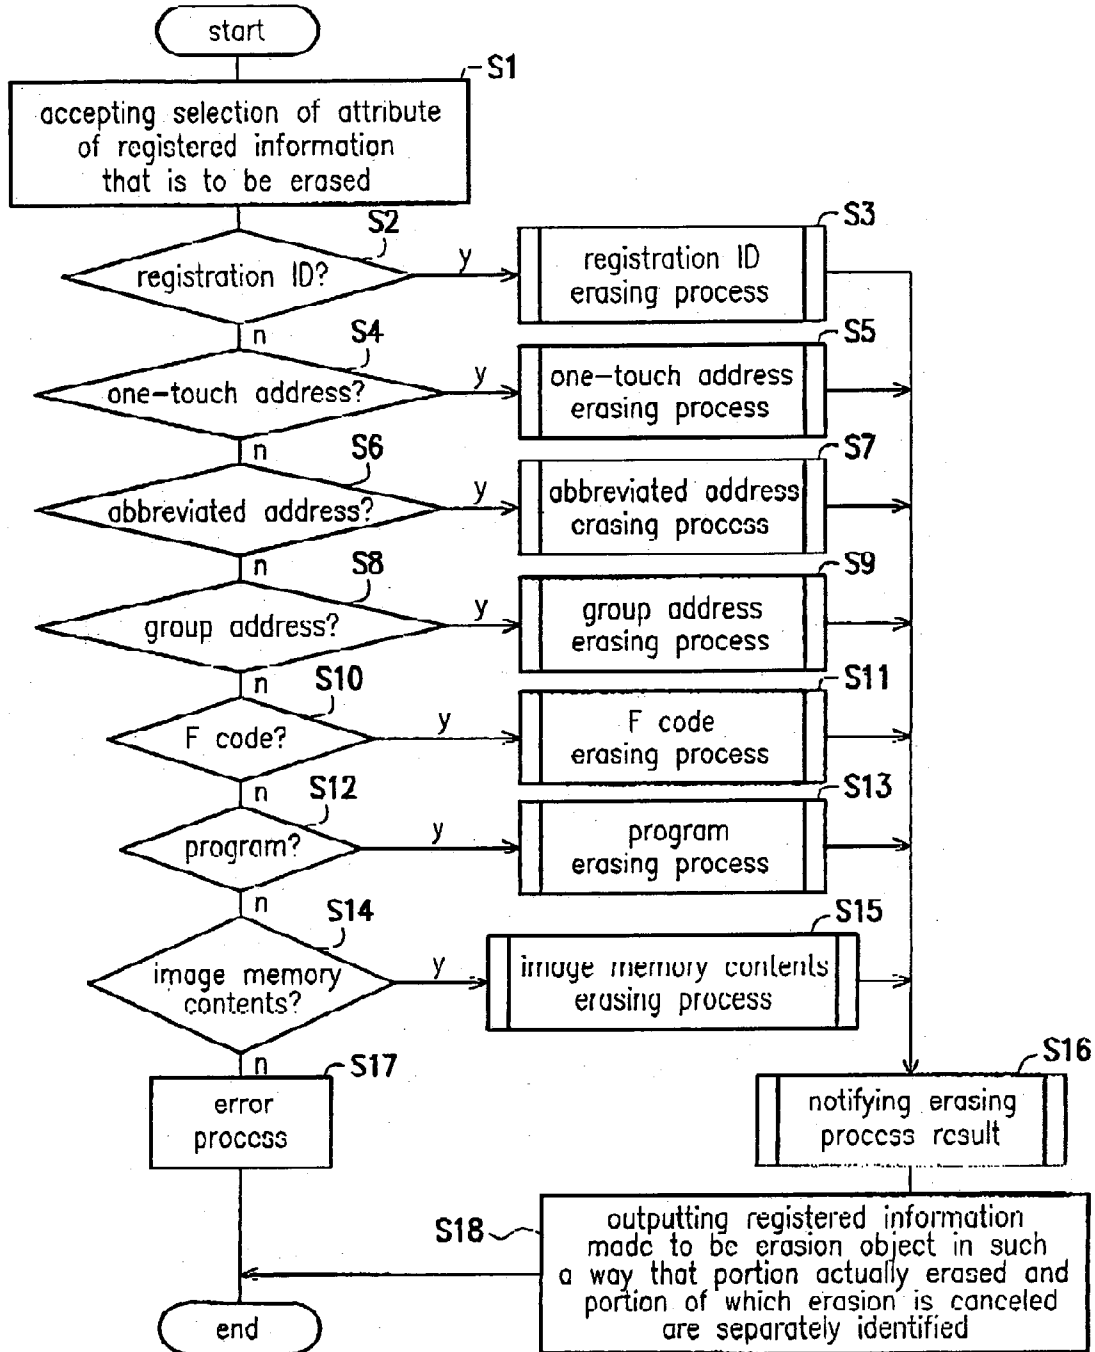 start
S1
accepting selection of attribute
of registered information
that is to be erased
S2
registration ID?
y
S3
registration ID
erasing process
n
S4
one-touch address?
y
S5
one-touch address
erasing process
n
S6
abbreviated address?
y
S7
abbreviated address
erasing process
n
S8
group address?
y
S9
group address
erasing process
n
S10
F code?
y
S11
F code
erasing process
n
S12
program?
y
S13
program
erasing process
n
S14
image memory
contents?
y
S15
image memory contents
erasing process
n
S17
error
process
S16
notifying erasing
process result
S18
outputting registered information
made to be erasion object in such
a way that portion actually erased and
portion of which erasion is canceled
are separately identified
end